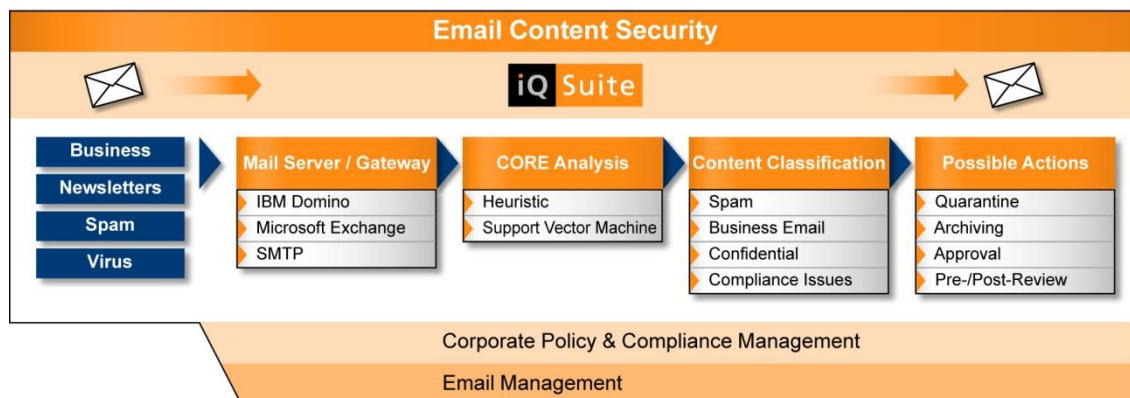 Email Content Security
iQ Suite
Business
Newsletters
Spam
Virus
Mail Server / Gateway
IBM Domino
Microsoft Exchange
SMTP
CORE Analysis
Heuristic
Support Vector Machine
Content Classification
Spam
Business Email
Confidential
Compliance Issues
Possible Actions
Quarantine
Archiving
Approval
Pre-/Post-Review
Corporate Policy & Compliance Management
Email Management